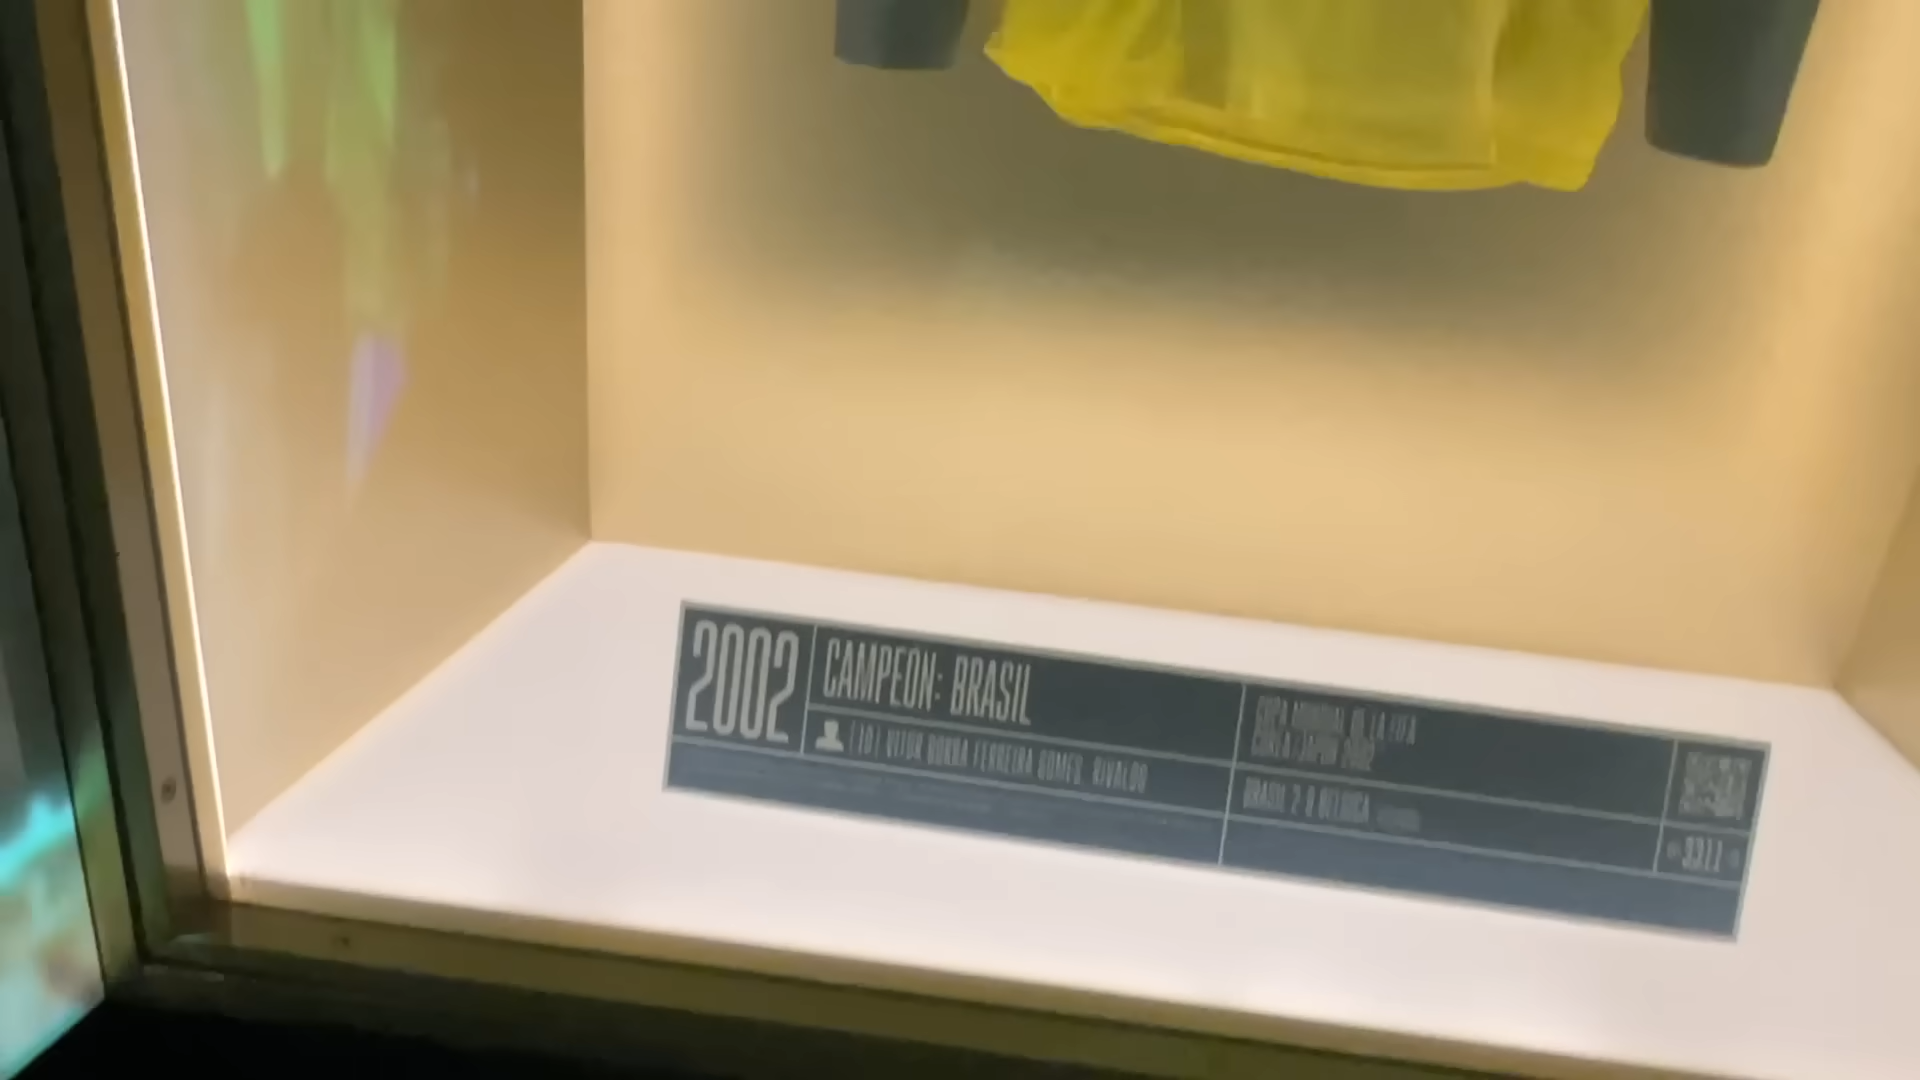 2002
CAMPEON: BRASIL
(10) VITOR BORBA FERREIRA GOMES, RIVALDO
COPA MUNDIAL DE LA FIFA
COREA/JAPON 2002
BRASIL 2-0 BELGICA
3311